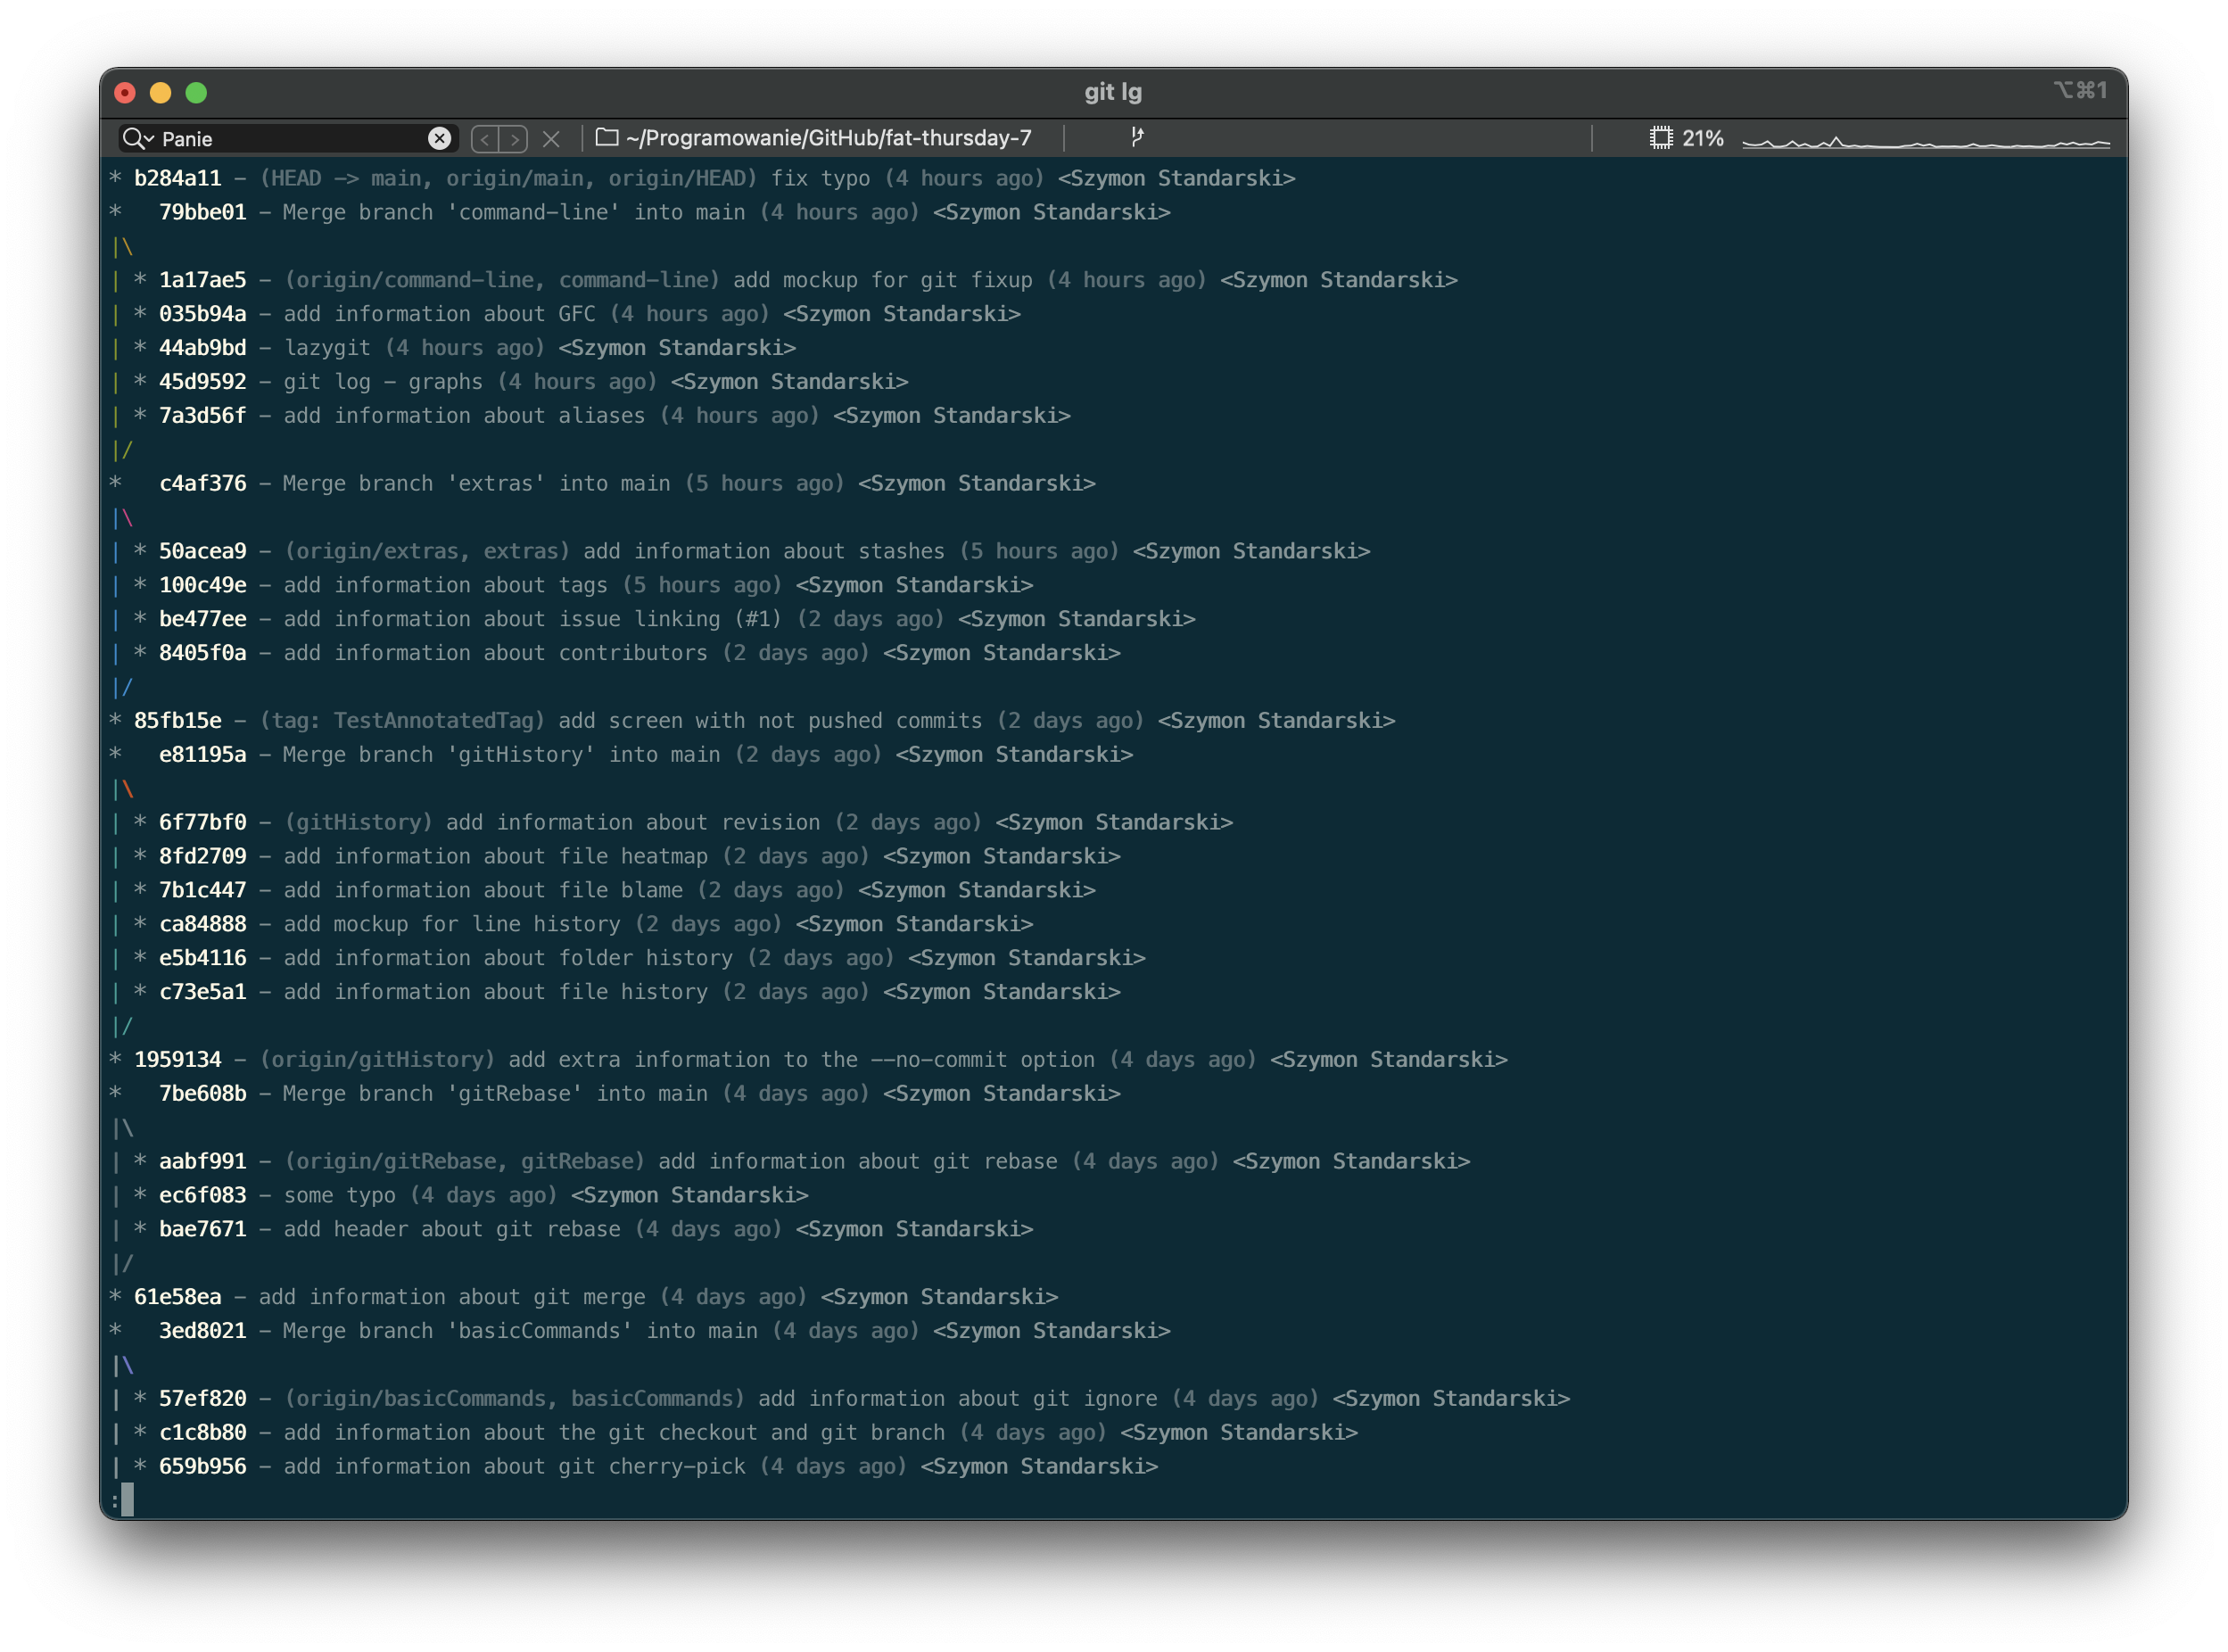 git lg
⌥⌘1
Panie
~/Programowanie/GitHub/fat-thursday-7
21%
* b284a11 - (HEAD -> main, origin/main, origin/HEAD) fix typo (4 hours ago) <Szymon Standarski>
*   79bbe01 - Merge branch 'command-line' into main (4 hours ago) <Szymon Standarski>
|\
| * 1a17ae5 - (origin/command-line, command-line) add mockup for git fixup (4 hours ago) <Szymon Standarski>
| * 035b94a - add information about GFC (4 hours ago) <Szymon Standarski>
| * 44ab9bd - lazygit (4 hours ago) <Szymon Standarski>
| * 45d9592 - git log - graphs (4 hours ago) <Szymon Standarski>
| * 7a3d56f - add information about aliases (4 hours ago) <Szymon Standarski>
|/
*   c4af376 - Merge branch 'extras' into main (5 hours ago) <Szymon Standarski>
|\
| * 50acea9 - (origin/extras, extras) add information about stashes (5 hours ago) <Szymon Standarski>
| * 100c49e - add information about tags (5 hours ago) <Szymon Standarski>
| * be477ee - add information about issue linking (#1) (2 days ago) <Szymon Standarski>
| * 8405f0a - add information about contributors (2 days ago) <Szymon Standarski>
|/
* 85fb15e - (tag: TestAnnotatedTag) add screen with not pushed commits (2 days ago) <Szymon Standarski>
*   e81195a - Merge branch 'gitHistory' into main (2 days ago) <Szymon Standarski>
|\
| * 6f77bf0 - (gitHistory) add information about revision (2 days ago) <Szymon Standarski>
| * 8fd2709 - add information about file heatmap (2 days ago) <Szymon Standarski>
| * 7b1c447 - add information about file blame (2 days ago) <Szymon Standarski>
| * ca84888 - add mockup for line history (2 days ago) <Szymon Standarski>
| * e5b4116 - add information about folder history (2 days ago) <Szymon Standarski>
| * c73e5a1 - add information about file history (2 days ago) <Szymon Standarski>
|/
* 1959134 - (origin/gitHistory) add extra information to the --no-commit option (4 days ago) <Szymon Standarski>
*   7be608b - Merge branch 'gitRebase' into main (4 days ago) <Szymon Standarski>
|\
| * aabf991 - (origin/gitRebase, gitRebase) add information about git rebase (4 days ago) <Szymon Standarski>
| * ec6f083 - some typo (4 days ago) <Szymon Standarski>
| * bae7671 - add header about git rebase (4 days ago) <Szymon Standarski>
|/
* 61e58ea - add information about git merge (4 days ago) <Szymon Standarski>
*   3ed8021 - Merge branch 'basicCommands' into main (4 days ago) <Szymon Standarski>
|\
| * 57ef820 - (origin/basicCommands, basicCommands) add information about git ignore (4 days ago) <Szymon Standarski>
| * c1c8b80 - add information about the git checkout and git branch (4 days ago) <Szymon Standarski>
| * 659b956 - add information about git cherry-pick (4 days ago) <Szymon Standarski>
: